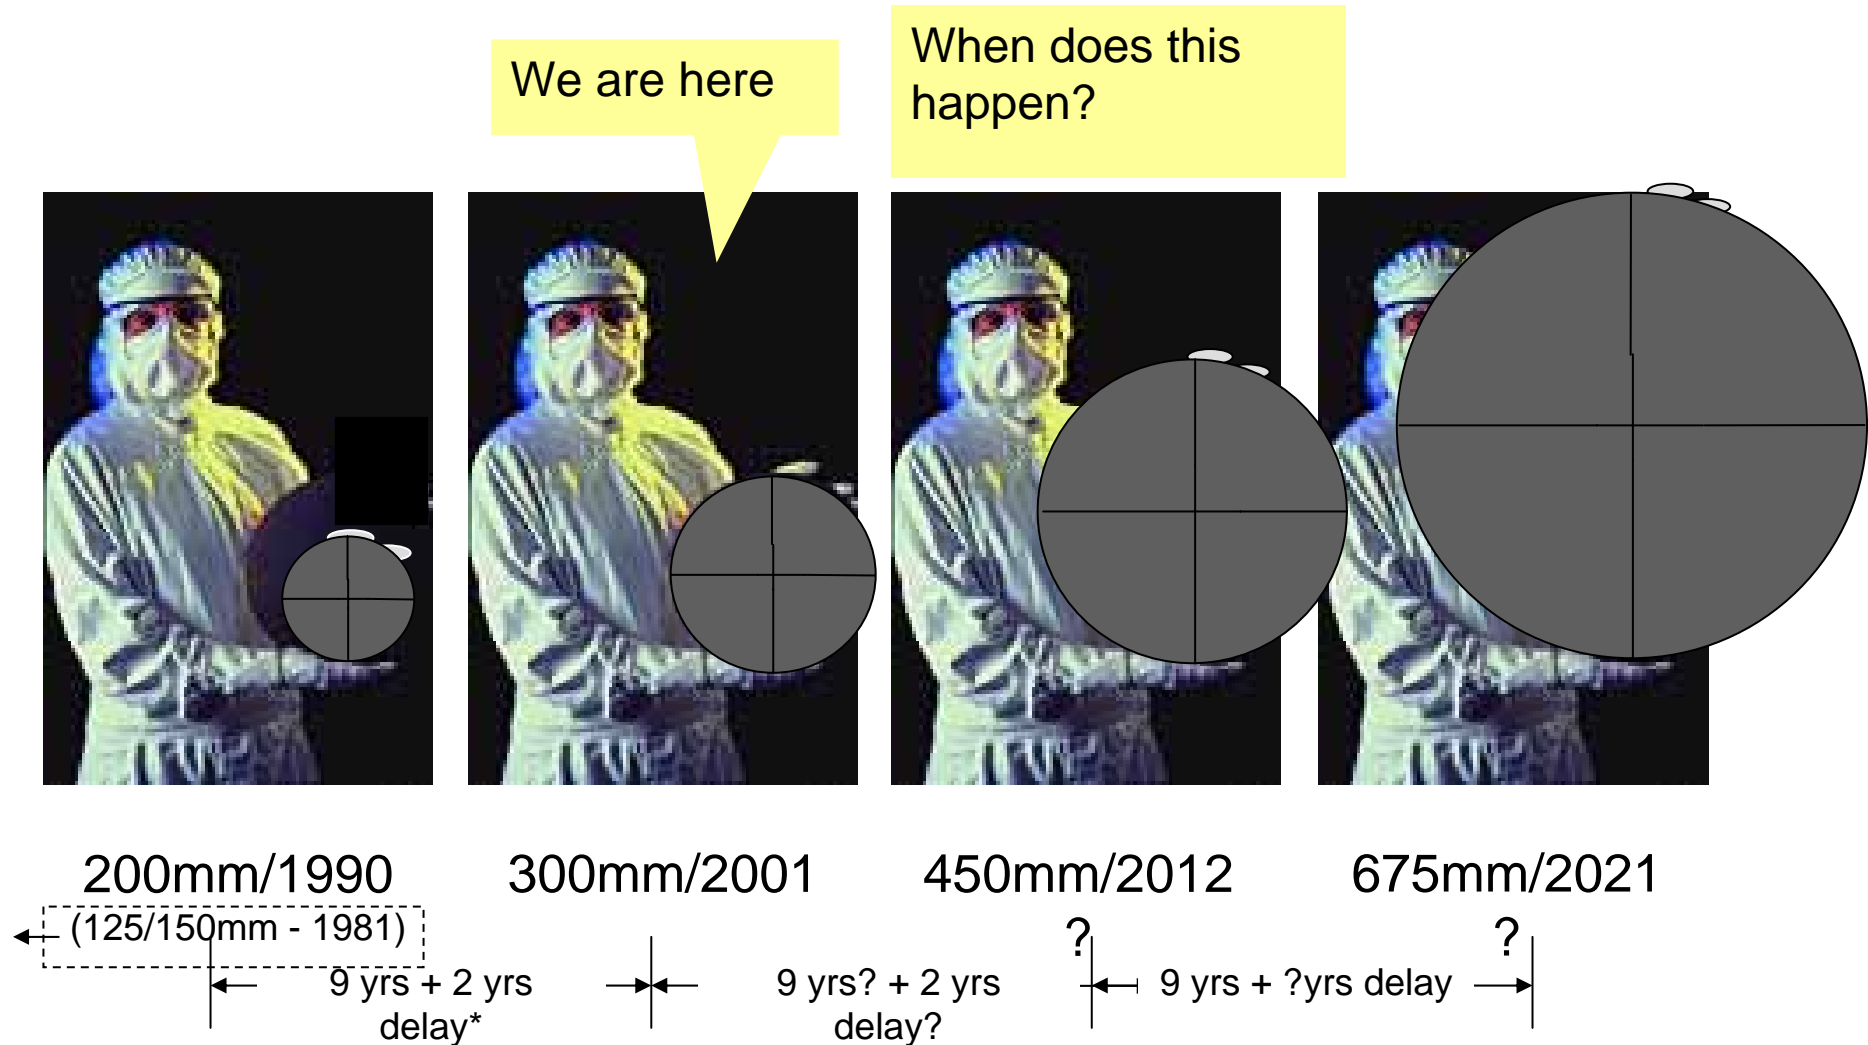 We are here
When does this
happen?
200mm/1990
300mm/2001
450mm/2012
?
675mm/2021
?
(125/150mm - 1981)
9 yrs + 2 yrs
delay*
9 yrs? + 2 yrs
delay?
9 yrs + ?yrs delay